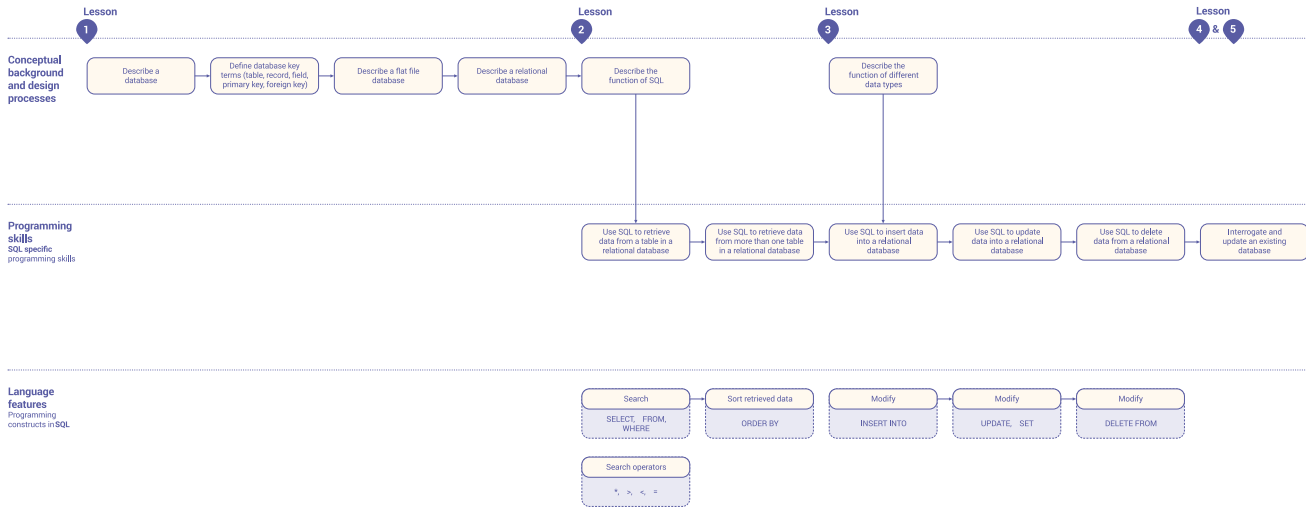 Lesson
1
Lesson
2
Lesson
3
Lesson
4 & 5
Conceptual
background
and design
processes
Describe a
database
Define database key
terms (table, record, field,
primary key, foreign key)
Describe a flat file
database
Describe a relational
database
Describe the
function of SQL
Describe the
function of different
data types
Programming
skills
SQL specific
programming skills
Use SQL to retrieve
data from a table in a
relational database
Use SQL to retrieve data
from more than one table
in a relational database
Use SQL to insert data
into a relational
database
Use SQL to update
data into a relational
database
Use SQL to delete
data from a relational
database
Interrogate and
update an existing
database
Language
features
Programming
constructs in SQL
Search
SELECT, FROM,
WHERE
Sort retrieved data
ORDER BY
Modify
INSERT INTO
Modify
UPDATE, SET
Modify
DELETE FROM
Search operators
*, >, <, =